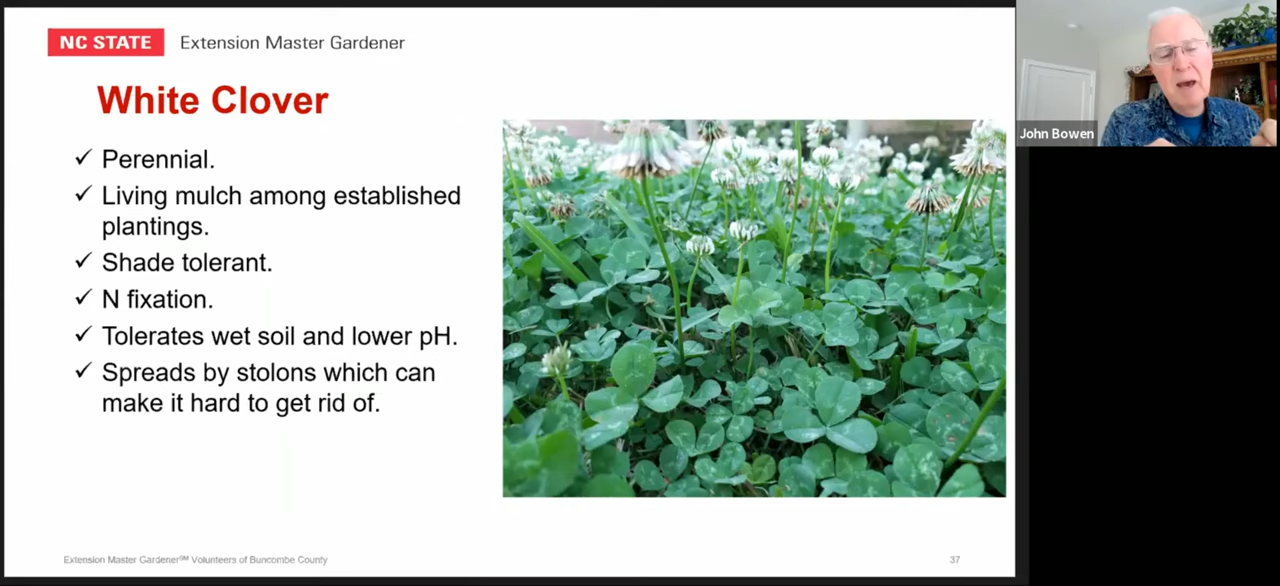 NC STATE Extension Master Gardener
White Clover
✓ Perennial.
✓ Living mulch among established
plantings.
✓ Shade tolerant.
✓ N fixation.
✓ Tolerates wet soil and lower pH.
✓ Spreads by stolons which can
make it hard to get rid of.
John Bowen
Extension Master Gardener℠ Volunteers of Buncombe County
37